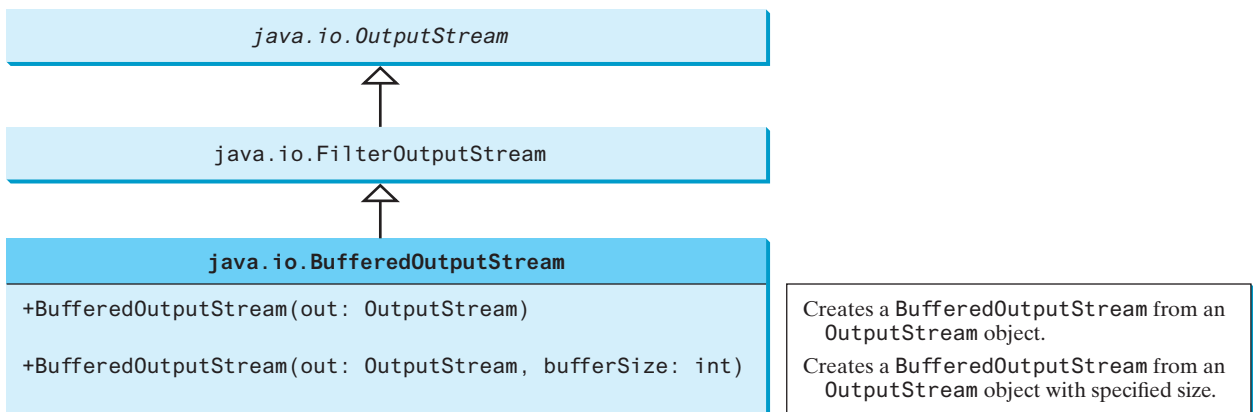 java.io.OutputStream
java.io.FilterOutputStream
java.io.BufferedOutputStream
+BufferedOutputStream(out: OutputStream)
+BufferedOutputStream(out: OutputStream, bufferSize: int)
Creates a BufferedOutputStream from an
OutputStream object.
Creates a BufferedOutputStream from an
OutputStream object with specified size.